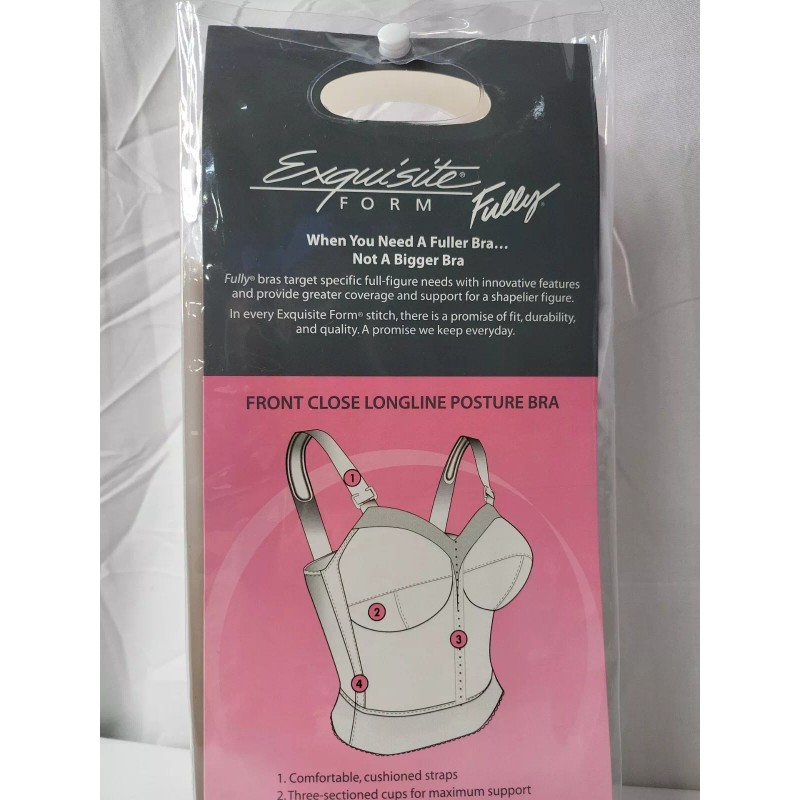 Exquisite®
FORM Fully®
When You Need A Fuller Bra...
Not A Bigger Bra
Fully® bras target specific full-figure needs with innovative features
and provide greater coverage and support for a shapelier figure.
In every Exquisite Form® stitch, there is a promise of fit, durability,
and quality. A promise we keep everyday.
FRONT CLOSE LONGLINE POSTURE BRA
1
2
3
4
1. Comfortable, cushioned straps
2. Three-sectioned cups for maximum support